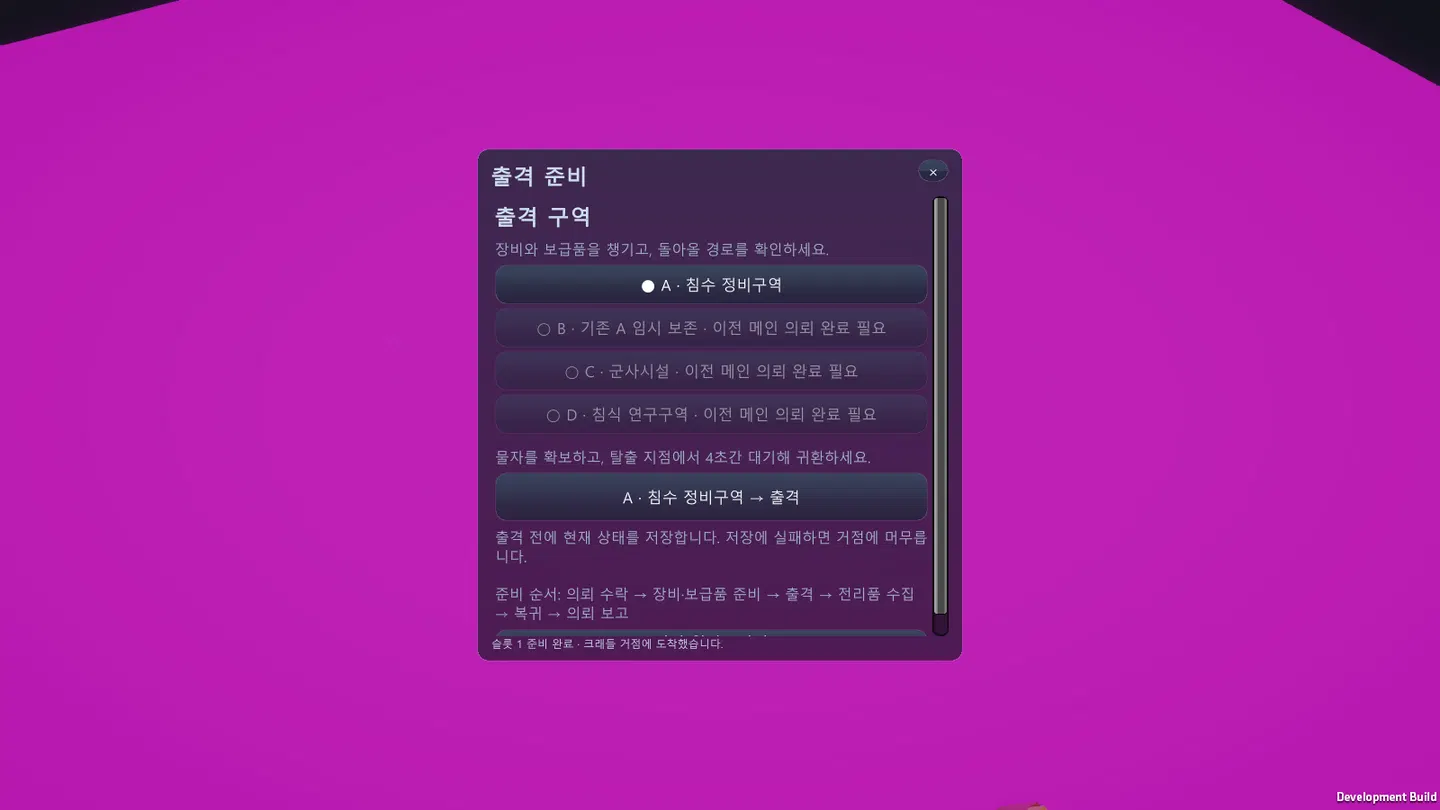 출격 준비
×
출격 구역
장비와 보급품을 챙기고, 돌아올 경로를 확인하세요.
● A · 침수 정비구역
○ B · 기존 A 임시 보존 · 이전 메인 의뢰 완료 필요
○ C · 군사시설 · 이전 메인 의뢰 완료 필요
○ D · 침식 연구구역 · 이전 메인 의뢰 완료 필요
물자를 확보하고, 탈출 지점에서 4초간 대기해 귀환하세요.
A · 침수 정비구역 → 출격
출격 전에 현재 상태를 저장합니다. 저장에 실패하면 거점에 머무릅
니다.
준비 순서: 의뢰 수락 → 장비·보급품 준비 → 출격 → 전리품 수집
→ 복귀 → 의뢰 보고
슬롯 1 준비 완료 · 크레들 거점에 도착했습니다.
Development Build